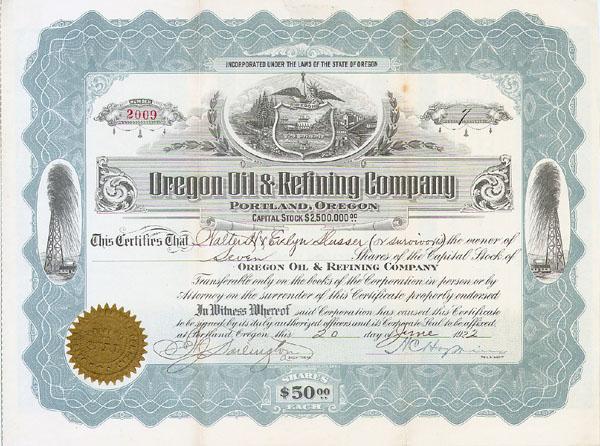 INCORPORATED UNDER THE LAWS OF THE STATE OF OREGON
NUMBER
2009
7
Oregon Oil & Refining Company
PORTLAND, OREGON
CAPITAL STOCK $2,500,000.00
This Certifies That Walter H & Evelyn (or survivors) the owner of
Seven Shares of the Capital Stock of
OREGON OIL & REFINING COMPANY
Transferable only on the books of the Corporation in person or by
Attorney on the surrender of this Certificate properly endorsed
In Witness Whereof said Corporation has caused this Certificate
to be signed by its duly authorized officers and its Corporate Seal to be affixed
at Portland, Oregon, this 20 day of June 1922
Darlington
SECRETARY
PRESIDENT
SHARES
$50.00
EACH